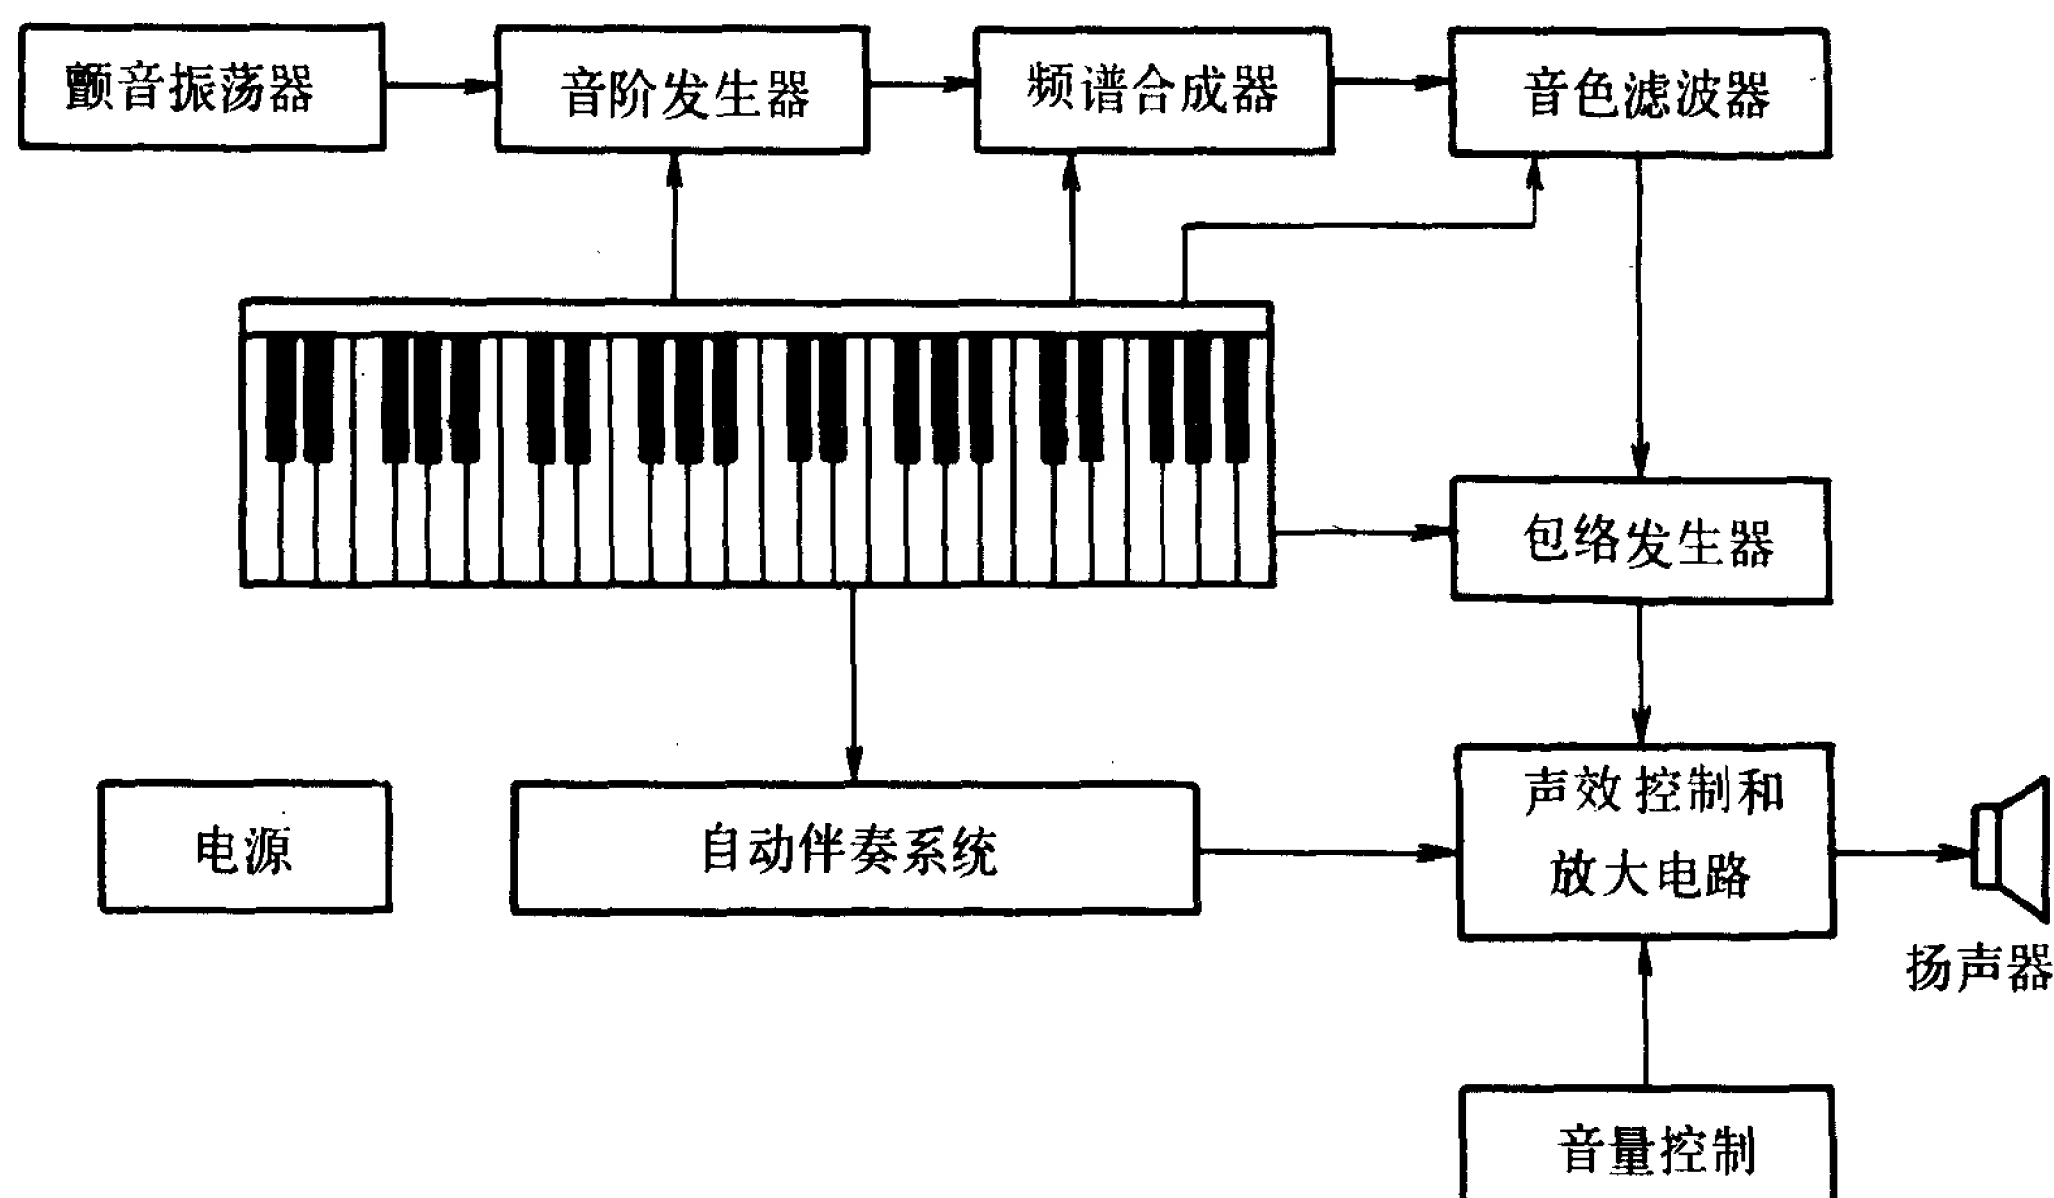 颤音振荡器
音阶发生器
频谱合成器
音色滤波器
包络发生器
电源
自动伴奏系统
声效控制和
放大电路
扬声器
音量控制